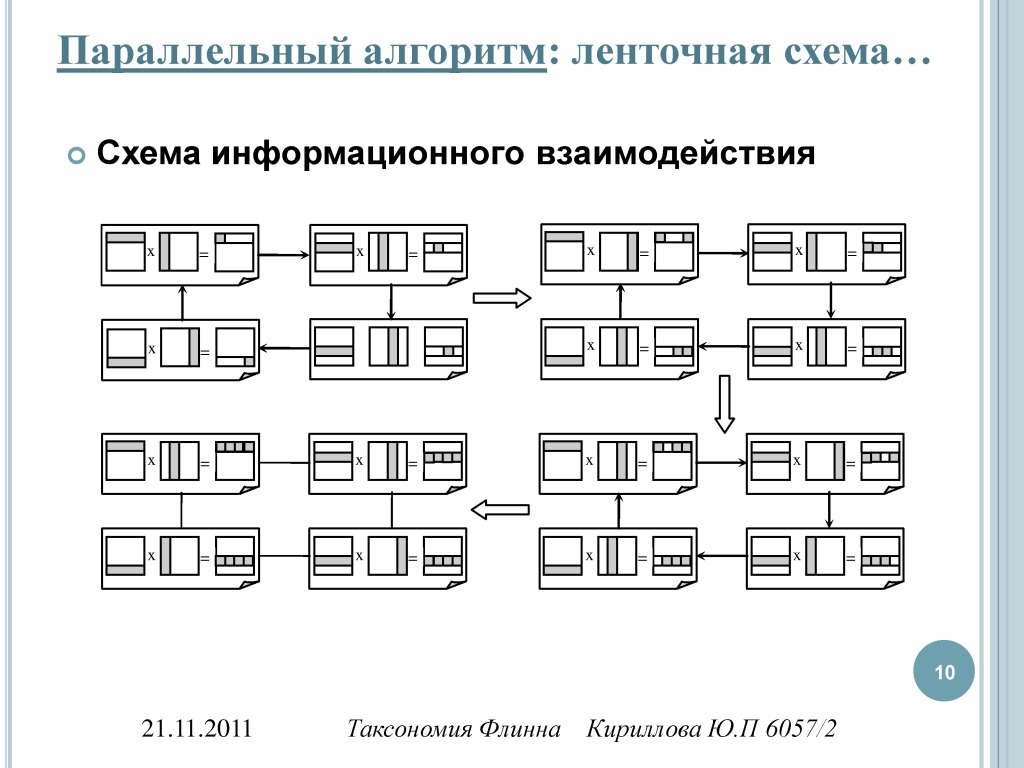 Параллельный алгоритм: ленточная схема…
Схема информационного взаимодействия
x = x = x = x =
x = x = x =
x = x = x = x =
x = x = x = x =
10
21.11.2011 Таксономия Флинна Кириллова Ю.П 6057/2